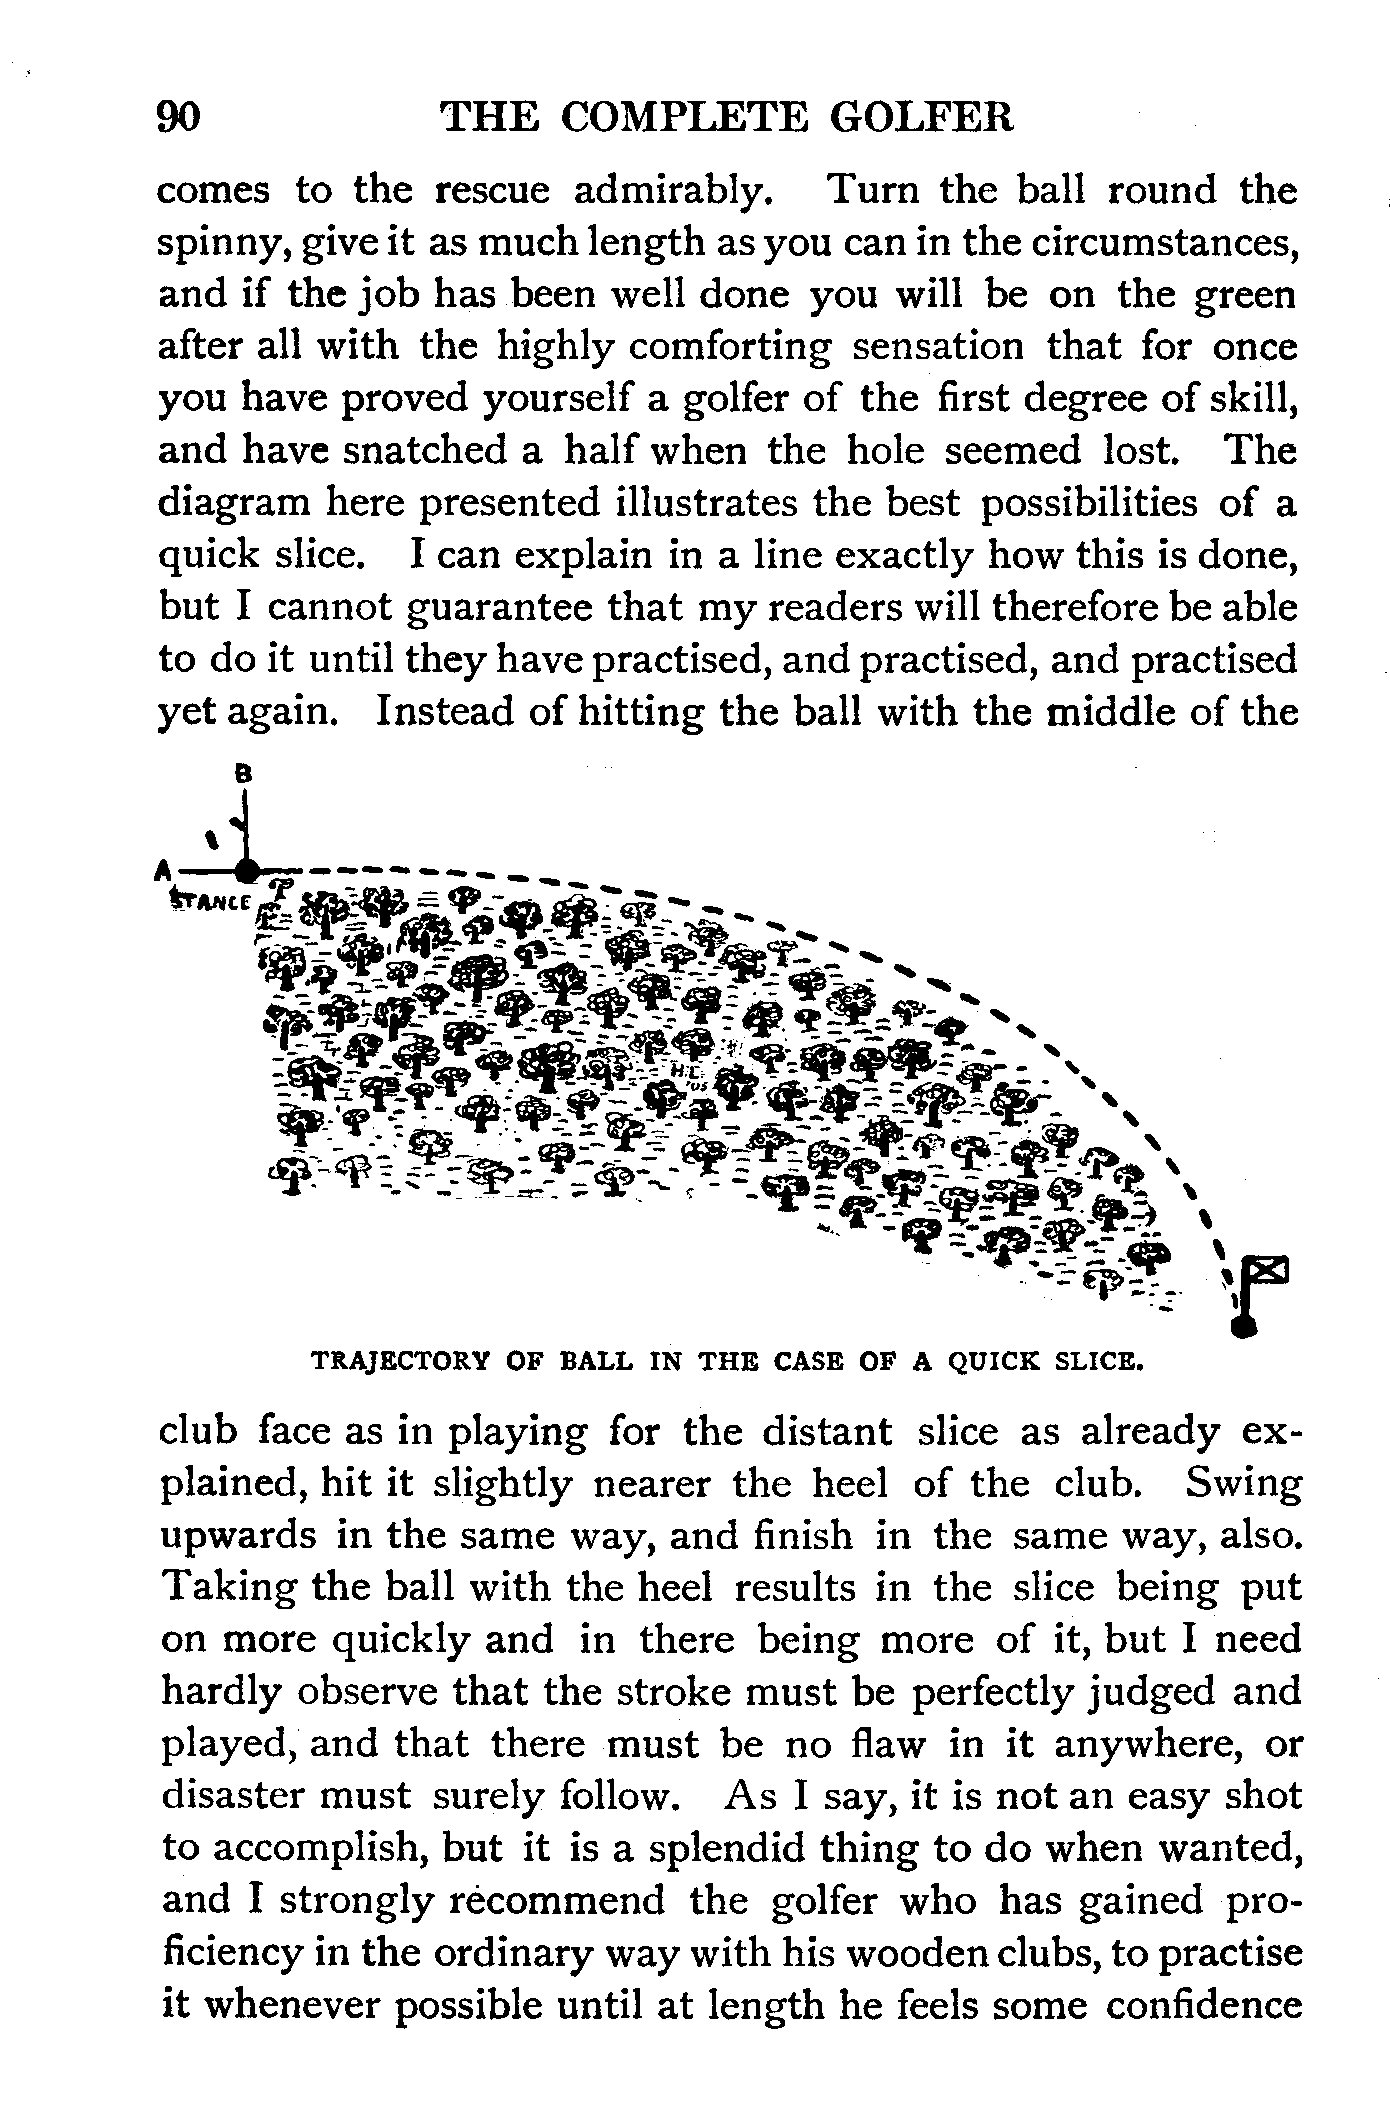 90 THE COMPLETE GOLFER
comes to the rescue admirably. Turn the ball round the
spinny, give it as much length as you can in the circumstances,
and if the job has been well done you will be on the green
after all with the highly comforting sensation that for once
you have proved yourself a golfer of the first degree of skill,
and have snatched a half when the hole seemed lost. The
diagram here presented illustrates the best possibilities of a
quick slice. I can explain in a line exactly how this is done,
but I cannot guarantee that my readers will therefore be able
to do it until they have practised, and practised, and practised
yet again. Instead of hitting the ball with the middle of the
B
A
STANCE
TRAJECTORY OF BALL IN THE CASE OF A QUICK SLICE.
club face as in playing for the distant slice as already ex-
plained, hit it slightly nearer the heel of the club. Swing
upwards in the same way, and finish in the same way, also.
Taking the ball with the heel results in the slice being put
on more quickly and in there being more of it, but I need
hardly observe that the stroke must be perfectly judged and
played, and that there must be no flaw in it anywhere, or
disaster must surely follow. As I say, it is not an easy shot
to accomplish, but it is a splendid thing to do when wanted,
and I strongly recommend the golfer who has gained pro-
ficiency in the ordinary way with his wooden clubs, to practise
it whenever possible until at length he feels some confidence